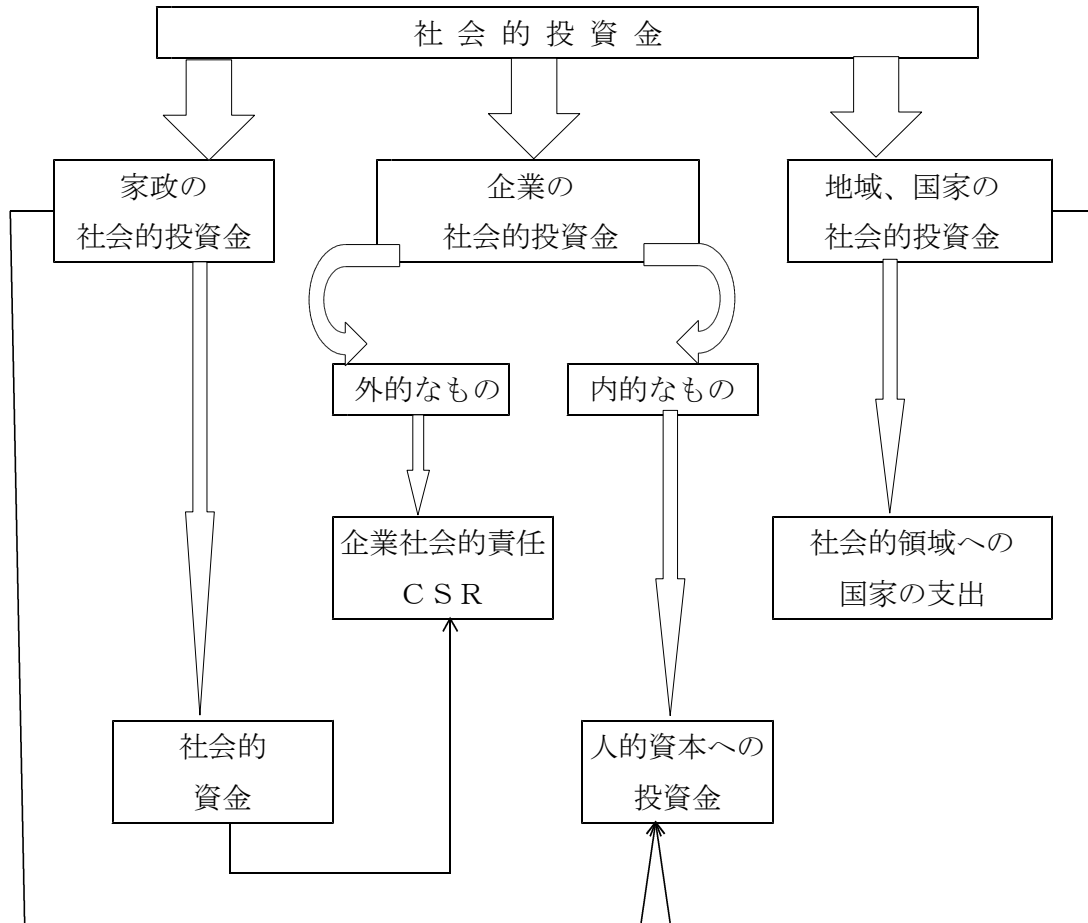 社会的投資金
家政の
社会的投資金
企業の
社会的投資金
地域、国家の
社会的投資金
外的なもの
内的なもの
企業社会的責任
ＣＳＲ
社会的領域への
国家の支出
社会的
資金
人的資本への
投資金